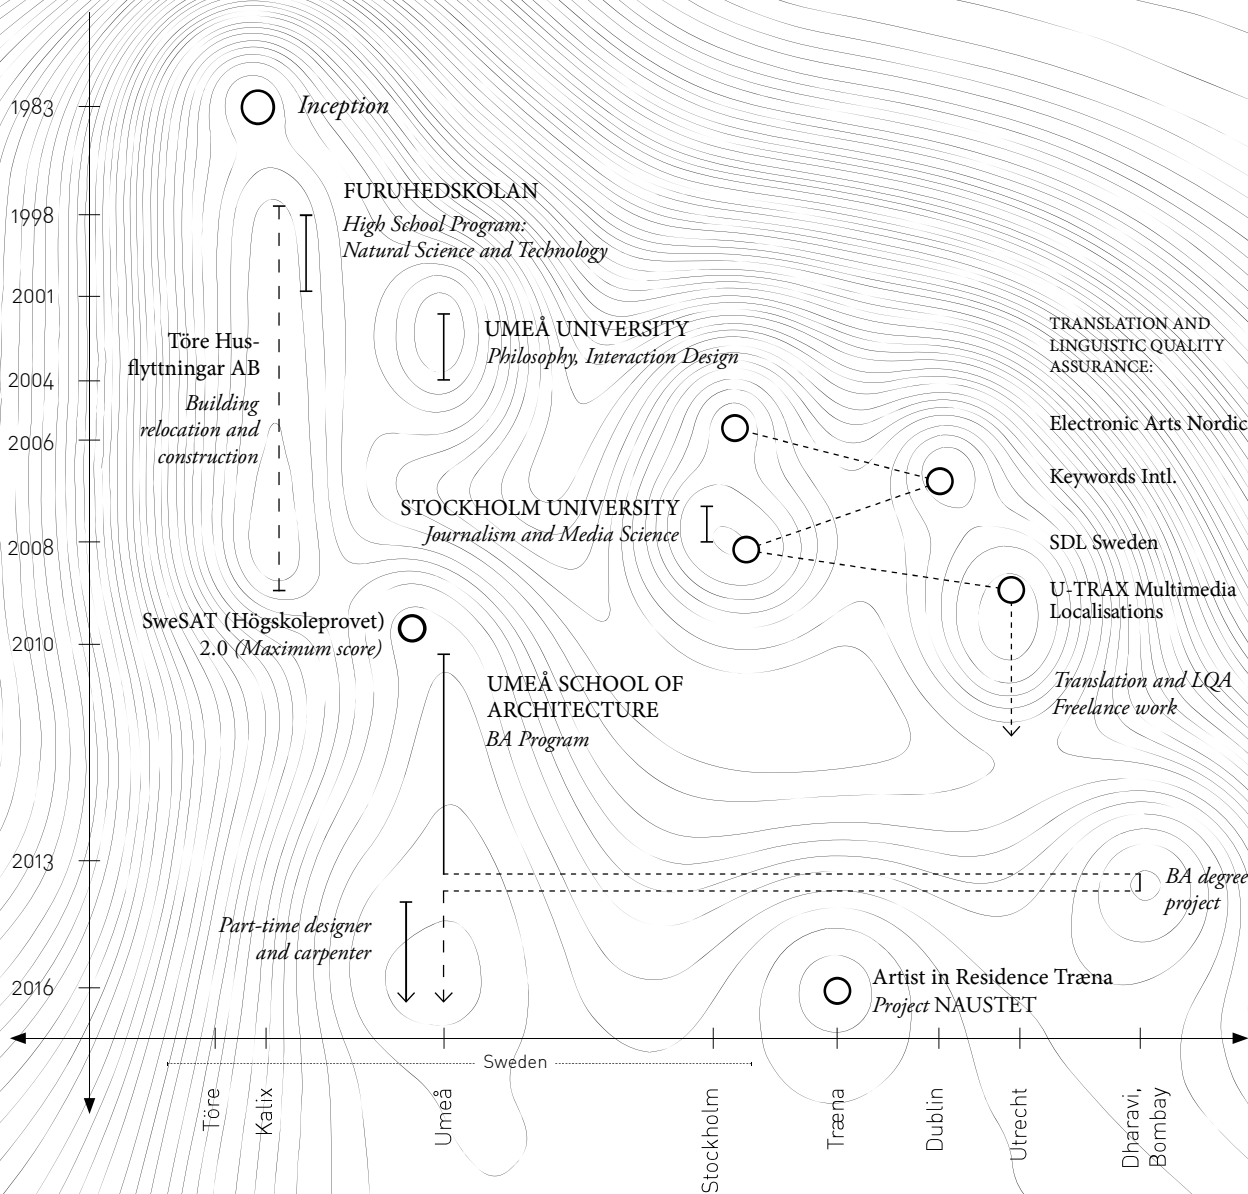 1983
Inception
FURUHEDSKOLAN
1998
High School Program:
Natural Science and Technology
2001
UMEÅ UNIVERSITY
Philosophy, Interaction Design
TRANSLATION AND
LINGUISTIC QUALITY
ASSURANCE:
Töre Hus-
flyttningar AB
2004
Building
relocation and
construction
2006
Electronic Arts Nordic
Keywords Intl.
STOCKHOLM UNIVERSITY
Journalism and Media Science
2008
SDL Sweden
U-TRAX Multimedia
Localisations
SweSAT (Högskoleprovet)
2.0 (Maximum score)
2010
Translation and LQA
Freelance work
UMEÅ SCHOOL OF
ARCHITECTURE
BA Program
2013
BA degree
project
Part-time designer
and carpenter
2016
Artist in Residence Træna
Project NAUSTET
Sweden
Töre
Kalix
Umeå
Stockholm
Træna
Dublin
Utrecht
Dharavi,
Bombay